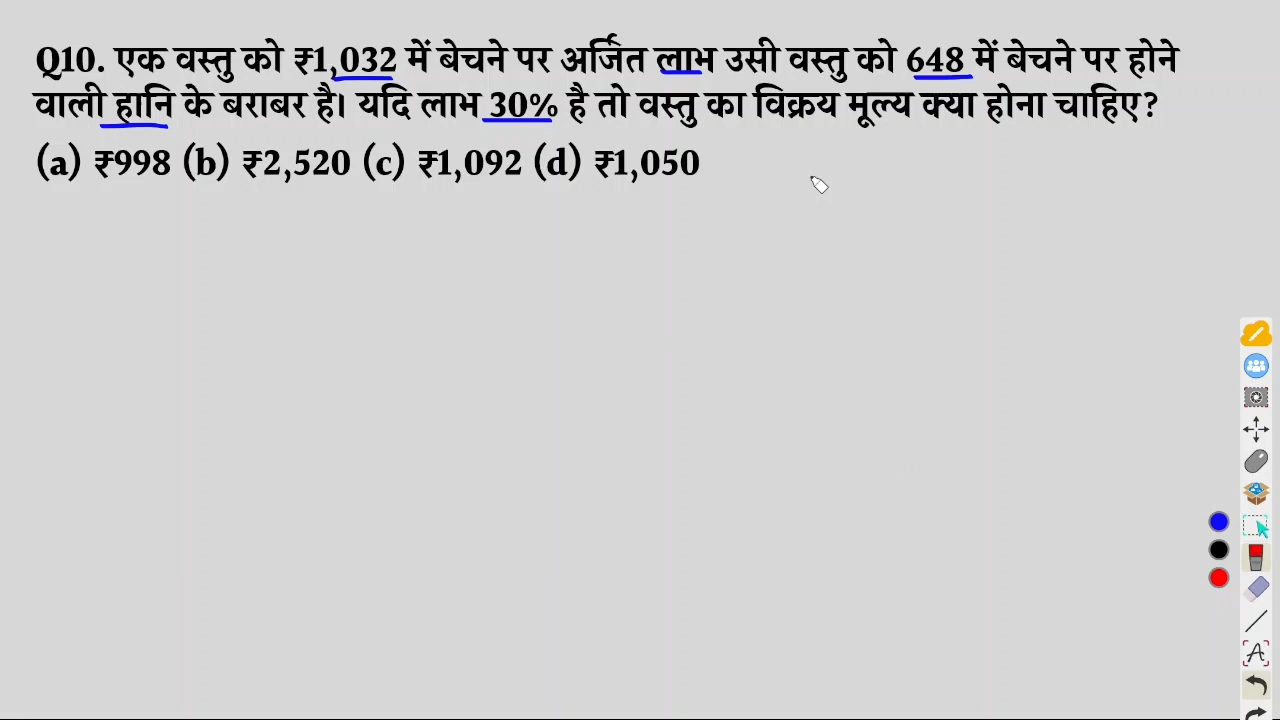 Q10. एक वस्तु को ₹1,032 में बेचने पर अर्जित लाभ उसी वस्तु को 648 में बेचने पर होने
वाली हानि के बराबर है। यदि लाभ 30% है तो वस्तु का विक्रय मूल्य क्या होना चाहिए?
(a) ₹998 (b) ₹2,520 (c) ₹1,092 (d) ₹1,050